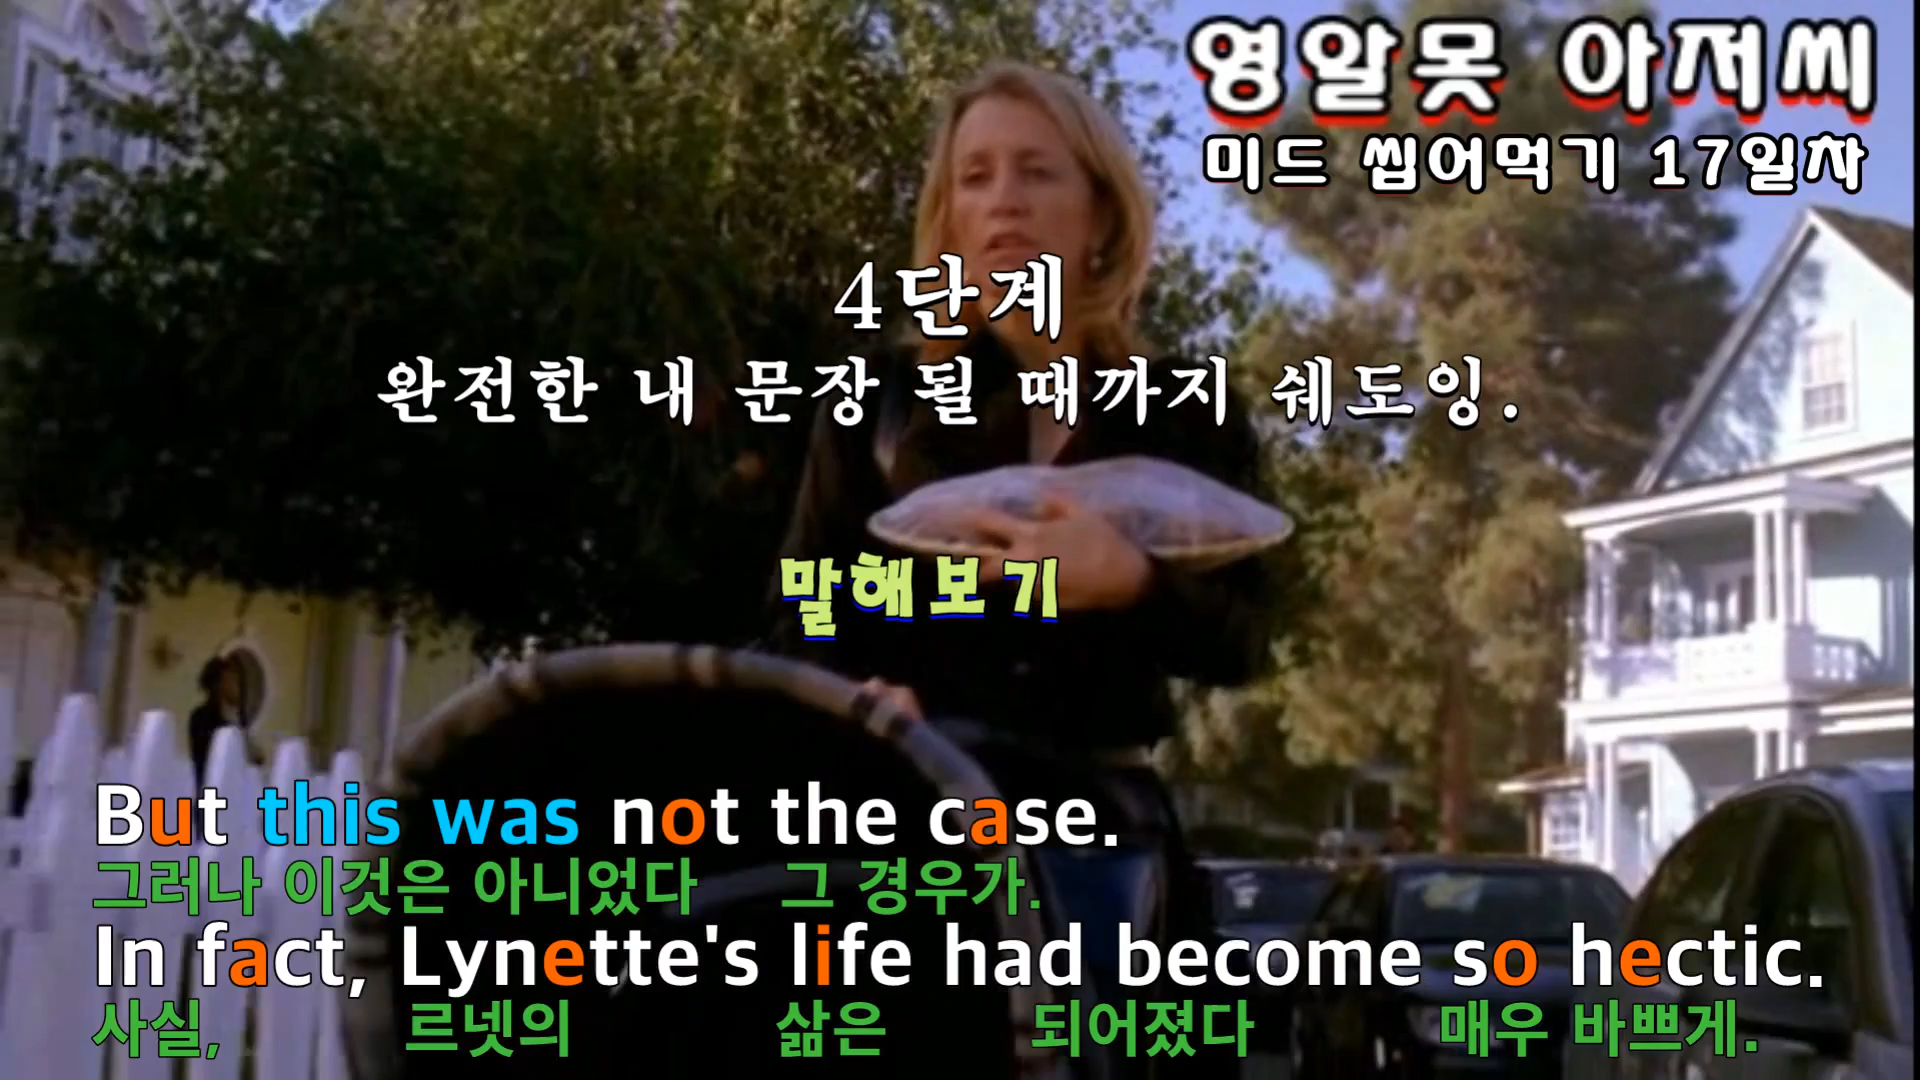 영알못 아저씨
미드 씹어먹기 17일차
4단계
완전한 내 문장 될 때까지 쉐도잉.
말해보기
But this was not the case.
그러나 이것은 아니었다 그 경우가.
In fact, Lynette's life had become so hectic.
사실, 르넷의 삶은 되어졌다 매우 바쁘게.